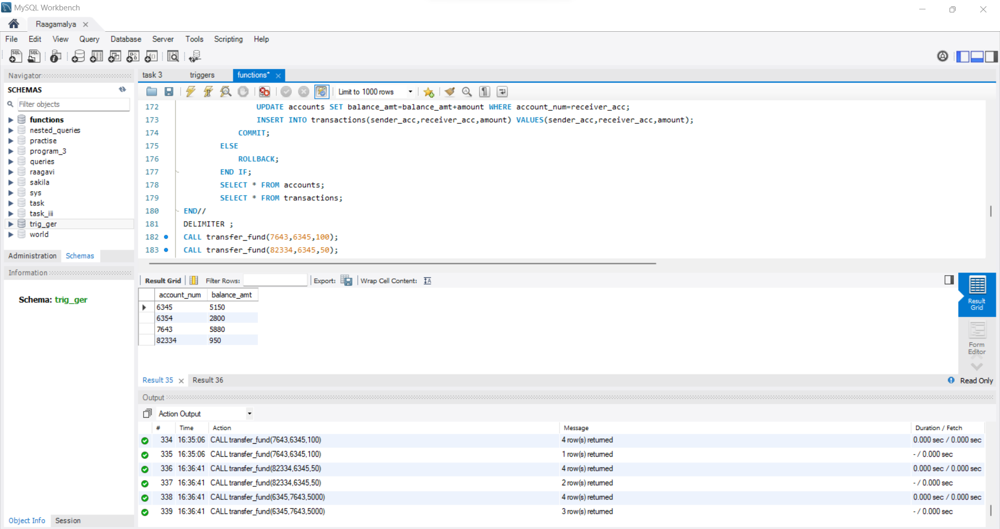 MySQL Workbench
Raagamalya
File Edit View Query Database Server Tools Scripting Help
Navigator
SCHEMAS
Filter objects
functions
nested_queries
practise
program_3
queries
raagavi
sakila
sys
task
task_iii
trig_ger
world
Administration Schemas
Information
Schema: trig_ger
Object Info Session
task 3 triggers functions*
Limit to 1000 rows
172 UPDATE accounts SET balance_amt=balance_amt+amount WHERE account_num=receiver_acc;
173 INSERT INTO transactions(sender_acc,receiver_acc,amount) VALUES(sender_acc,receiver_acc,amount);
174 COMMIT;
175 ELSE
176 ROLLBACK;
177 END IF;
178 SELECT * FROM accounts;
179 SELECT * FROM transactions;
180 END//
181 DELIMITER ;
182 CALL transfer_fund(7643,6345,100);
183 CALL transfer_fund(82334,6345,50);
Result Grid Filter Rows: Export: Wrap Cell Content:
account_num balance_amt
6345 5150
6354 2800
7643 5880
82334 950
Result
Grid
Form
Editor
Result 35 Result 36 Read Only
Output
Action Output
# Time Action Message Duration / Fetch
334 16:35:06 CALL transfer_fund(7643,6345,100) 4 row(s) returned 0.000 sec / 0.000 sec
335 16:35:06 CALL transfer_fund(7643,6345,100) 1 row(s) returned - / 0.000 sec
336 16:36:41 CALL transfer_fund(82334,6345,50) 4 row(s) returned 0.000 sec / 0.000 sec
337 16:36:41 CALL transfer_fund(82334,6345,50) 2 row(s) returned - / 0.000 sec
338 16:36:41 CALL transfer_fund(6345,7643,5000) 4 row(s) returned 0.000 sec / 0.000 sec
339 16:36:41 CALL transfer_fund(6345,7643,5000) 3 row(s) returned - / 0.000 sec